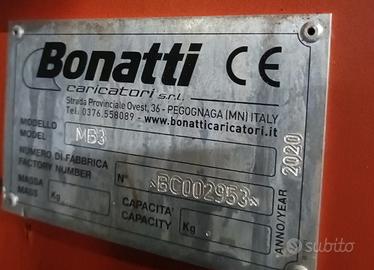 Bonatti CE
caricatori s.r.l.
Strada Provinciale Ovest, 36 - PEGOGNAGA (MN) ITALY
Tel. 0376.558089 - www.bonatticaricatori.it
MODELLO
MODEL MB3
NUMERO DI FABBRICA
FACTORY NUMBER N° »BC002953«
MASSA
MASS Kg.
CAPACITÀ
CAPACITY Kg.
ANNO/YEAR 2020
subito